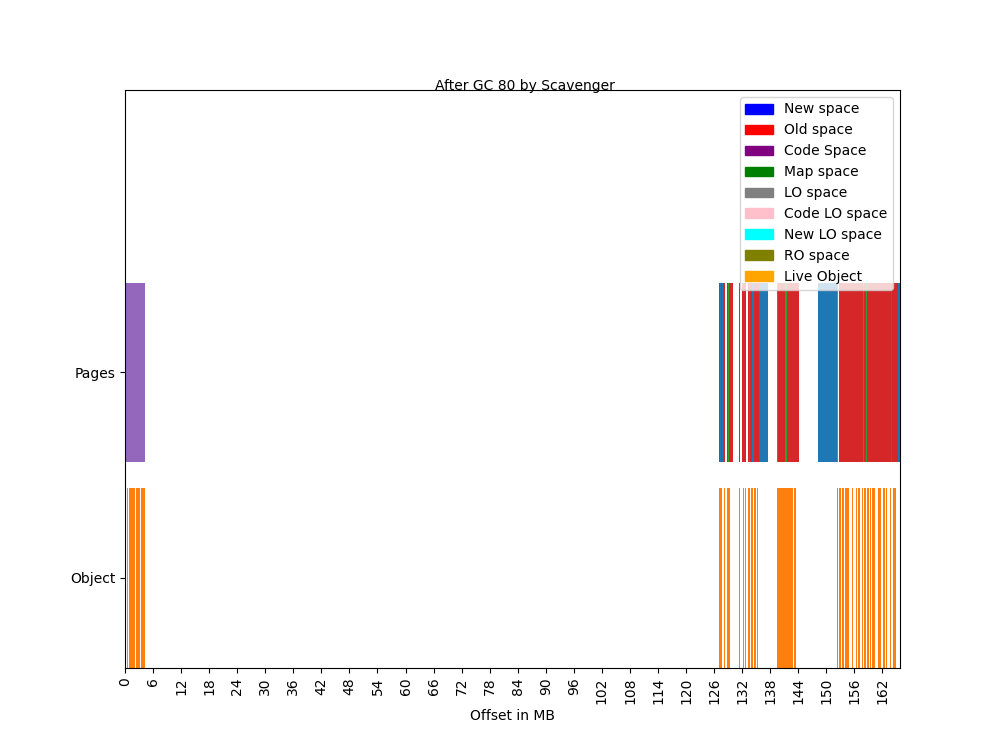 After GC 80 by Scavenger
New space
Old space
Code Space
Map space
LO space
Code LO space
New LO space
RO space
Live Object
Pages
Object
0 6 12 18 24 30 36 42 48 54 60 66 72 78 84 90 96 102 108 114 120 126 132 138 144 150 156 162
Offset in MB